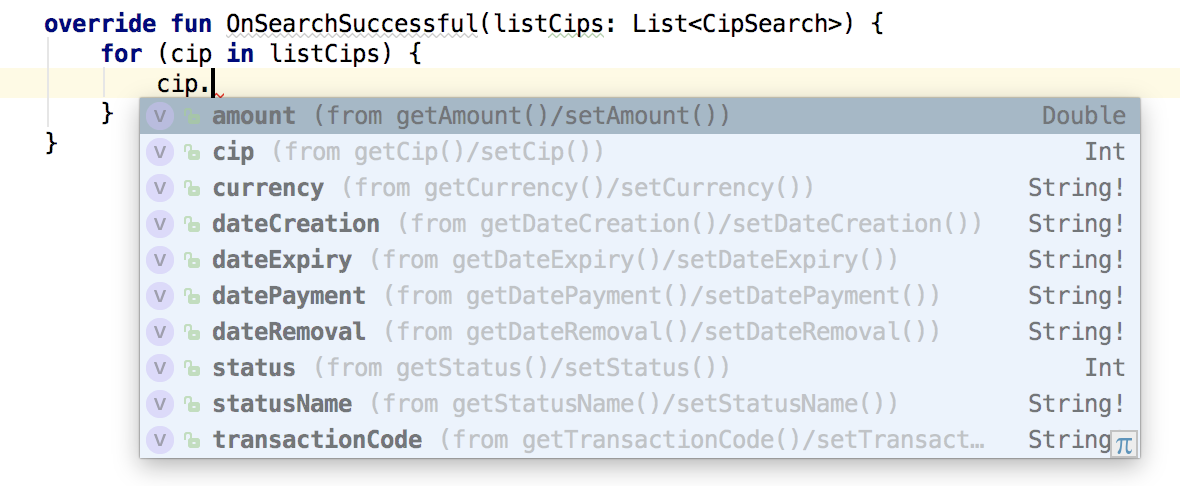 override fun OnSearchSuccessful(listCips: List<CipSearch>) {
for (cip in listCips) {
cip.
}
}
V amount (from getAmount()/setAmount()) Double
V cip (from getCip()/setCip()) Int
V currency (from getCurrency()/setCurrency()) String!
V dateCreation (from getDateCreation()/setDateCreation()) String!
V dateExpiry (from getDateExpiry()/setDateExpiry()) String!
V datePayment (from getDatePayment()/setDatePayment()) String!
V dateRemoval (from getDateRemoval()/setDateRemoval()) String!
V status (from getStatus()/setStatus()) Int
V statusName (from getStatusName()/setStatusName()) String!
V transactionCode (from getTransactionCode()/setTransact… String
π